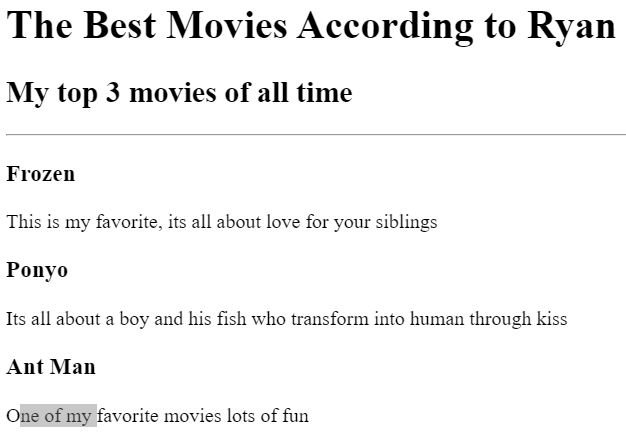 The Best Movies According to Ryan
My top 3 movies of all time
Frozen
This is my favorite, its all about love for your siblings
Ponyo
Its all about a boy and his fish who transform into human through kiss
Ant Man
One of my favorite movies lots of fun